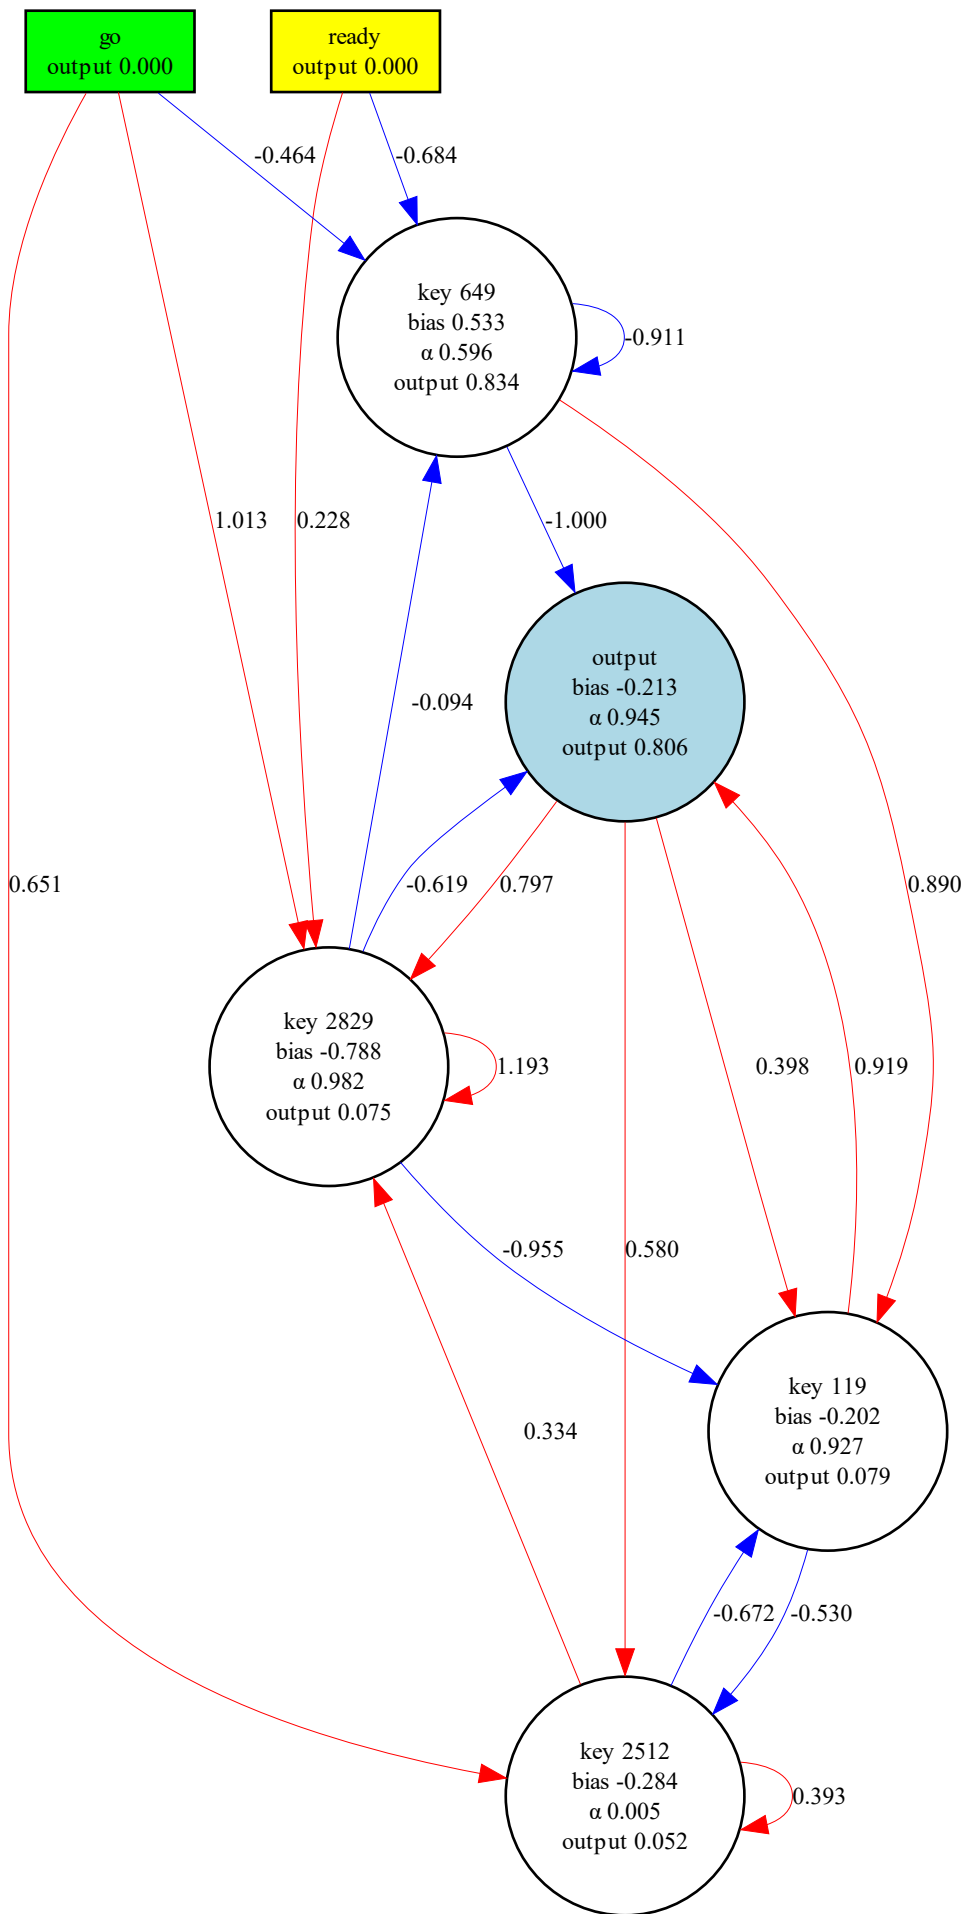 go
output 0.000
ready
output 0.000
-0.464
-0.684
key 649
bias 0.533
α 0.596
output 0.834
-0.911
1.013
0.228
-1.000
output
bias -0.213
α 0.945
output 0.806
-0.094
0.651
-0.619
0.797
0.890
key 2829
bias -0.788
α 0.982
output 0.075
1.193
0.398
0.919
-0.955
0.580
key 119
bias -0.202
α 0.927
output 0.079
0.334
-0.672
-0.530
key 2512
bias -0.284
α 0.005
output 0.052
0.393